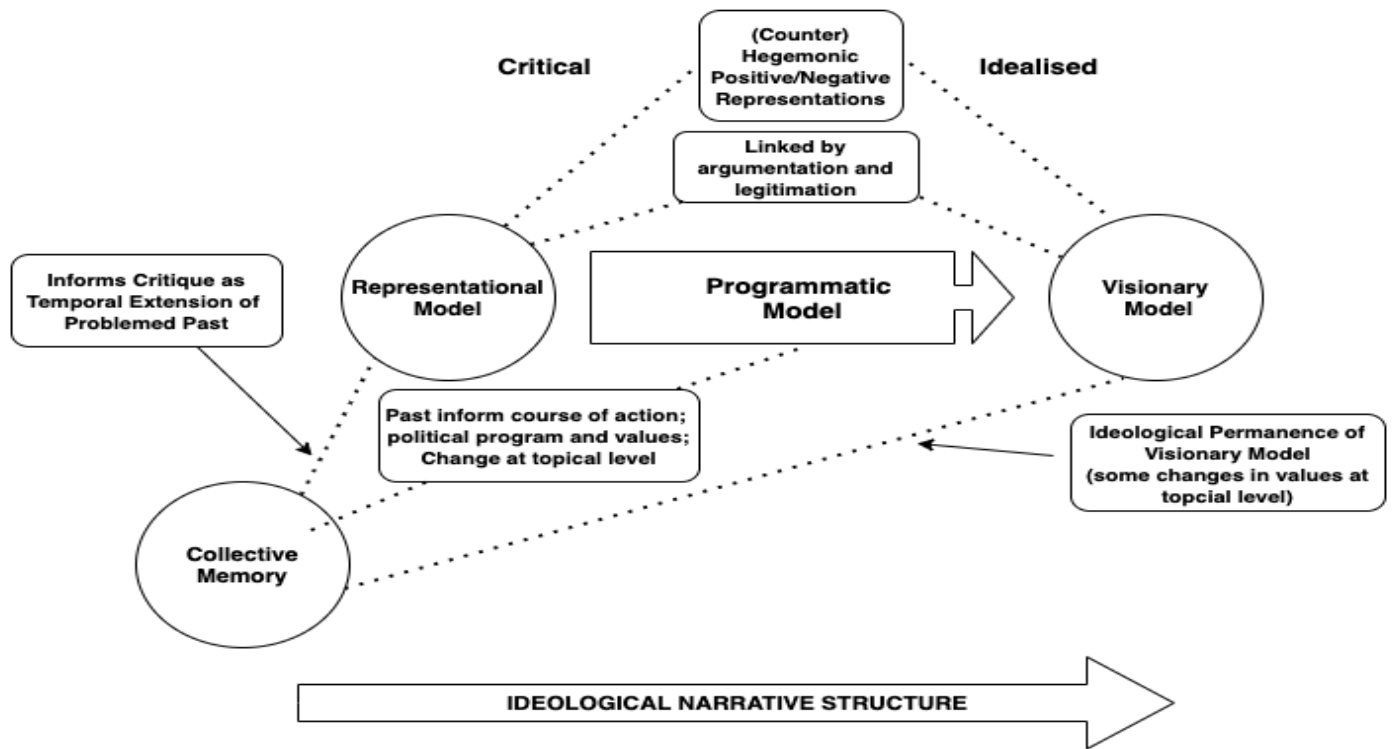 (Counter)
Hegemonic
Positive/Negative
Representations
Critical
Idealised
Linked by
argumentation and
legitimation
Informs Critique as
Temporal Extension of
Problemed Past
Representational
Model
Programmatic
Model
Visionary
Model
Past inform course of action;
political program and values;
Change at topical level
Ideological Permanence of
Visionary Model
(some changes in values at
topcial level)
Collective
Memory
IDEOLOGICAL NARRATIVE STRUCTURE